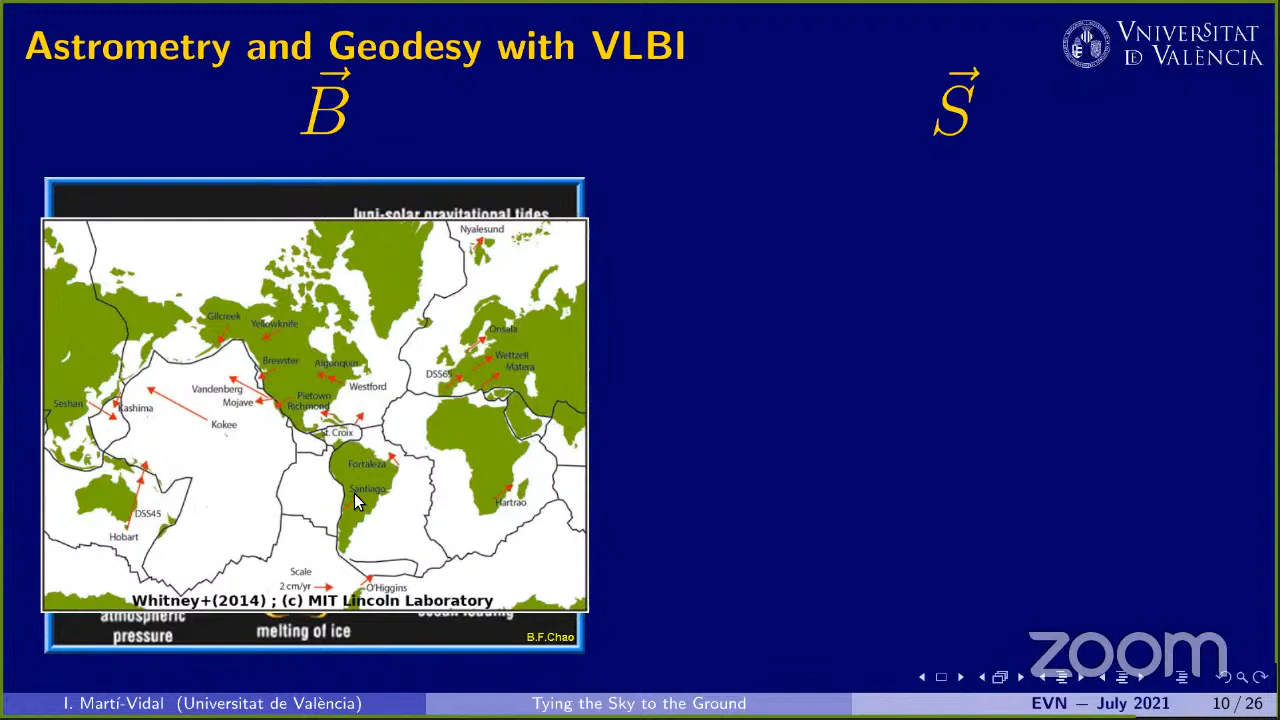 Astrometry and Geodesy with VLBI
VNIVERSITAT
DE VALÈNCIA
B
S
luni-solar gravitational tides
Nyalesund
Gilcreek
Yellowknife
Onsala
Brewster
Algonquin
Wettzell
Matera
DSS65
Westford
Vandenberg
Pietown
Mojave
Richmond
Seshan
Kashima
Kokee
St. Croix
Fortaleza
Santiago
Hartrao
DSS45
Hobart
Scale
2 cm/yr
O'Higgins
Whitney+(2014) ; (c) MIT Lincoln Laboratory
atmospheric
pressure
melting of ice
ocean loading
B.F.Chao
zoom
I. Martí-Vidal (Universitat de València)
Tying the Sky to the Ground
EVN — July 2021
10 / 26